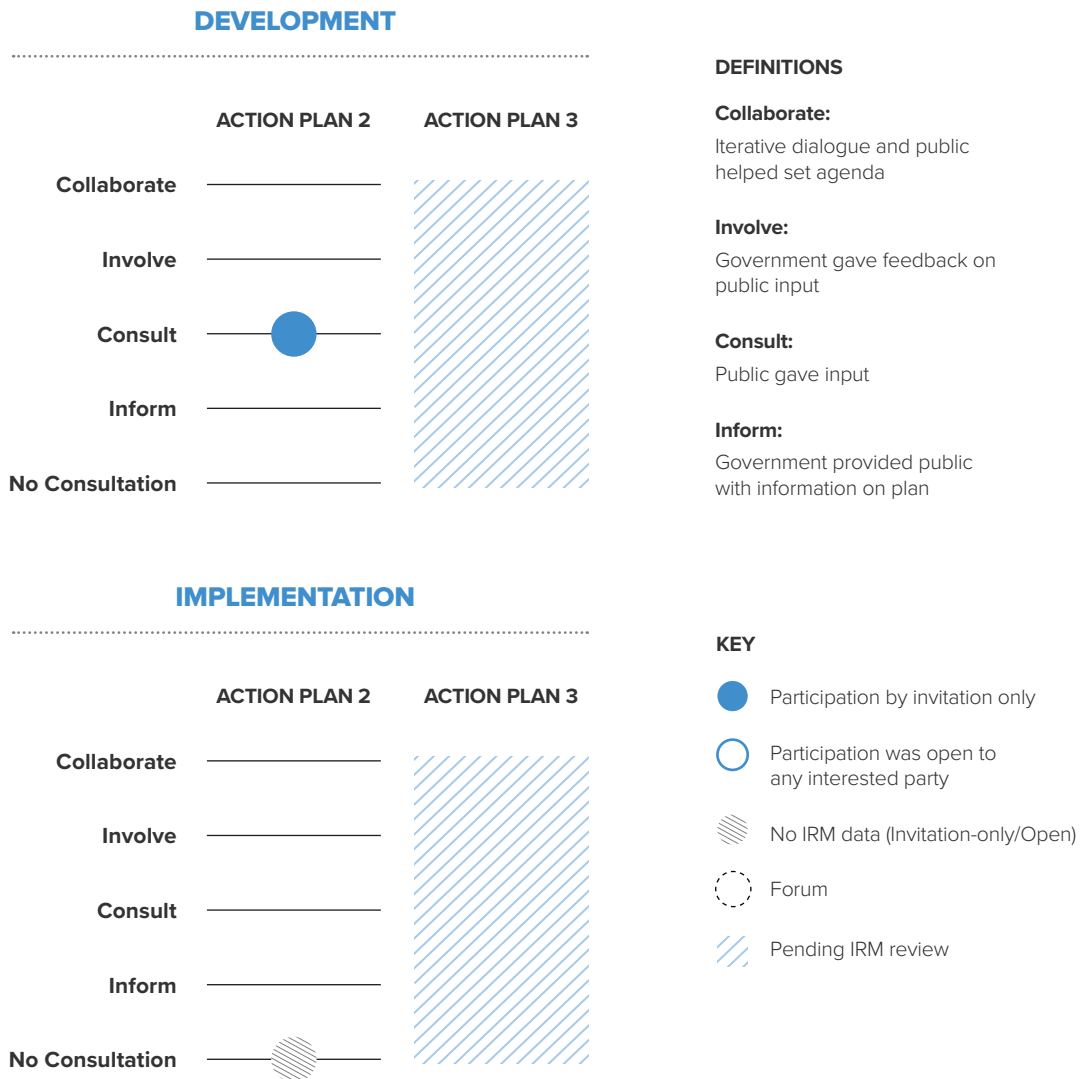 DEVELOPMENT
ACTION PLAN 2 ACTION PLAN 3
Collaborate
Involve
Consult
Inform
No Consultation
DEFINITIONS
Collaborate:
Iterative dialogue and public
helped set agenda
Involve:
Government gave feedback on
public input
Consult:
Public gave input
Inform:
Government provided public
with information on plan
IMPLEMENTATION
ACTION PLAN 2 ACTION PLAN 3
Collaborate
Involve
Consult
Inform
No Consultation
KEY
Participation by invitation only
Participation was open to
any interested party
No IRM data (Invitation-only/Open)
Forum
Pending IRM review